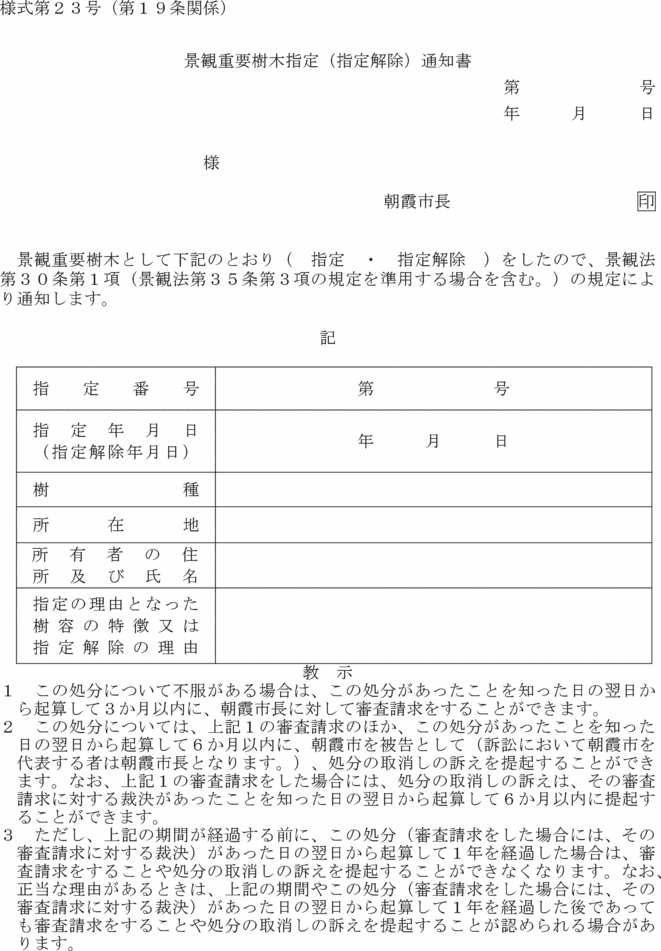 様式第２３号（第１９条関係）
景観重要樹木指定（指定解除）通知書
第　　　　　　　号
年　　　月　　　日
様
朝霞市長　　　　　　　　　　　印
景観重要樹木として下記のとおり（　指定　・　指定解除　）をしたので、景観法
第３０条第１項（景観法第３５条第３項の規定を準用する場合を含む。）の規定によ
り通知します。
記
指定番号　　第　　　　　　　号
指定年月日
（指定解除年月日）　　年　　　月　　　日
樹種
所在地
所有者の住
所及び氏名
指定の理由となった
樹容の特徴又は
指定解除の理由
教　示
１　この処分について不服がある場合は、この処分があったことを知った日の翌日か
ら起算して３か月以内に、朝霞市長に対して審査請求をすることができます。
２　この処分については、上記１の審査請求のほか、この処分があったことを知った
日の翌日から起算して６か月以内に、朝霞市を被告として（訴訟において朝霞市を
代表する者は朝霞市長となります。）、処分の取消しの訴えを提起することができ
ます。なお、上記１の審査請求をした場合には、処分の取消しの訴えは、その審査
請求に対する裁決があったことを知った日の翌日から起算して６か月以内に提起す
ることができます。
３　ただし、上記の期間が経過する前に、この処分（審査請求をした場合には、その
審査請求に対する裁決）があった日の翌日から起算して１年を経過した場合は、審
査請求をすることや処分の取消しの訴えを提起することができなくなります。なお、
正当な理由があるときは、上記の期間やこの処分（審査請求をした場合には、その
審査請求に対する裁決）があった日の翌日から起算して１年を経過した後であって
も審査請求をすることや処分の取消しの訴えを提起することが認められる場合があ
ります。